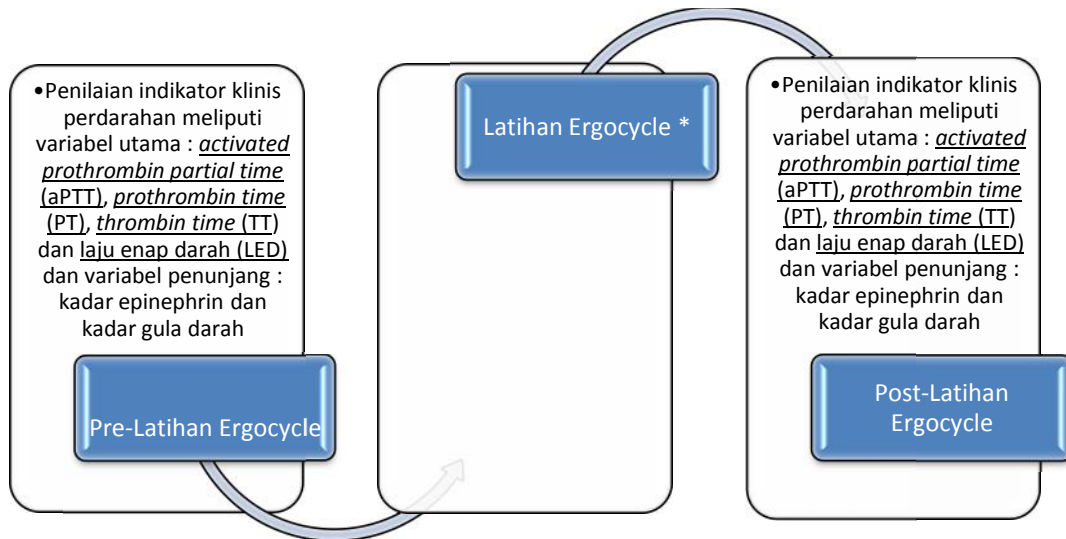 •Penilaian indikator klinis
perdarahan meliputi
variabel utama : activated
prothrombin partial time
(aPTT), prothrombin time
(PT), thrombin time (TT)
dan laju enap darah (LED)
dan variabel penunjang :
kadar epinephrin dan
kadar gula darah
Pre-Latihan Ergocycle
Latihan Ergocycle *
•Penilaian indikator klinis
perdarahan meliputi
variabel utama : activated
prothrombin partial time
(aPTT), prothrombin time
(PT), thrombin time (TT)
dan laju enap darah (LED)
dan variabel penunjang :
kadar epinephrin dan
kadar gula darah
Post-Latihan
Ergocycle